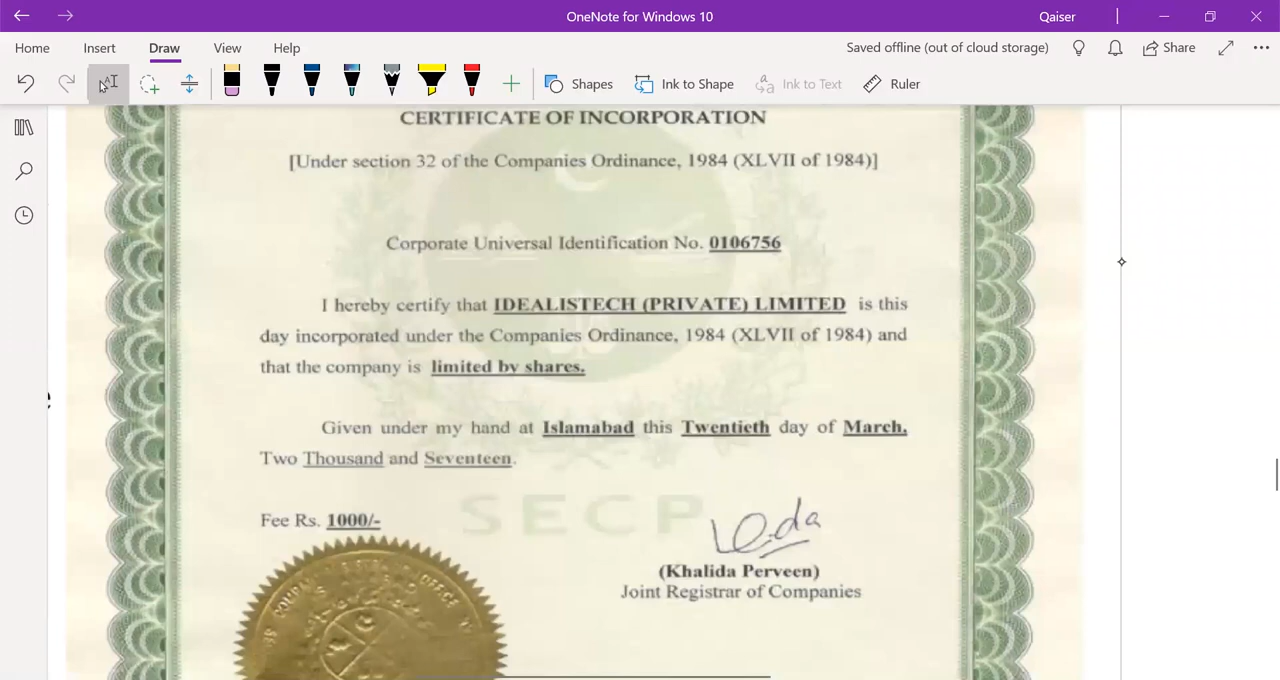 OneNote for Windows 10
Qaiser
Home
Insert
Draw
View
Help
Saved offline (out of cloud storage)
Share
Shapes
Ink to Shape
Ink to Text
Ruler
CERTIFICATE OF INCORPORATION
[Under section 32 of the Companies Ordinance, 1984 (XLVII of 1984)]
Corporate Universal Identification No. 0106756
I hereby certify that IDEALISTECH (PRIVATE) LIMITED is this
day incorporated under the Companies Ordinance, 1984 (XLVII of 1984) and
that the company is limited by shares.
Given under my hand at Islamabad this Twentieth day of March,
Two Thousand and Seventeen.
SECP
Fee Rs. 1000/-
(Khalida Perveen)
Joint Registrar of Companies